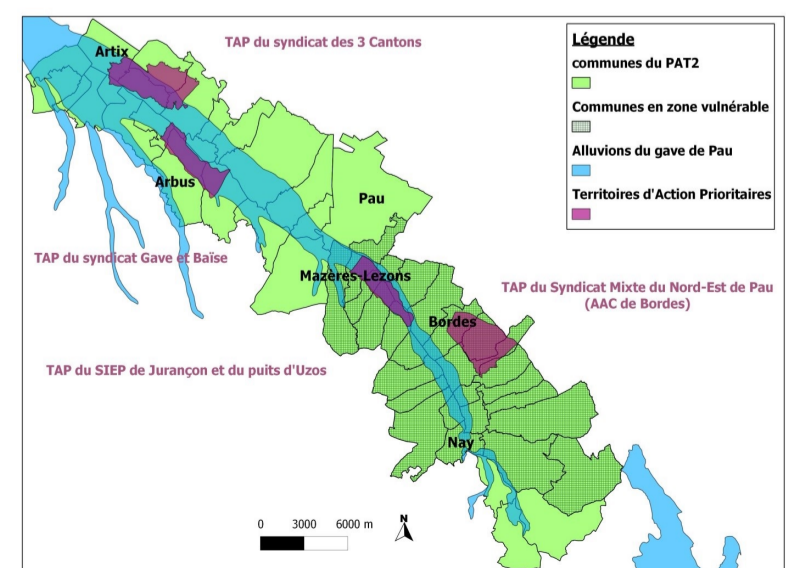 TAP du syndicat des 3 Cantons
Artix
Arbus
Pau
TAP du syndicat Gave et Baïse
Mazères-Lezons
Bordes
TAP du Syndicat Mixte du Nord-Est de Pau
(AAC de Bordes)
TAP du SIEP de Jurançon et du puits d'Uzos
Nay
0 3000 6000 m
N
Légende
communes du PAT2
Communes en zone vulnérable
Alluvions du gave de Pau
Territoires d'Action Prioritaires